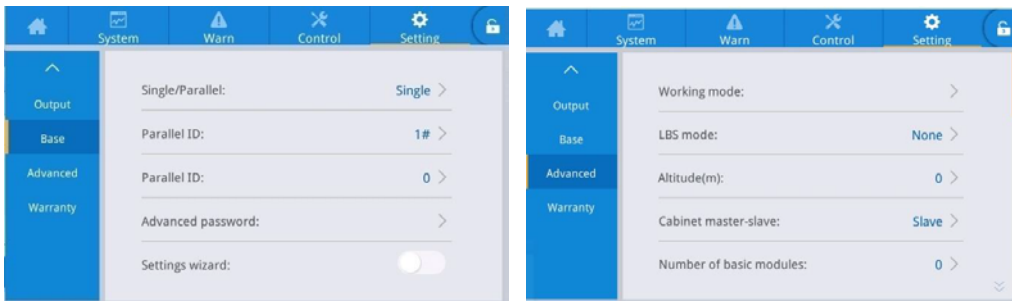 System Warn Control Setting
Output
Base
Advanced
Warranty
Single/Parallel: Single
Parallel ID: 1#
Parallel ID: 0
Advanced password:
Settings wizard:
System Warn Control Setting
Output
Base
Advanced
Warranty
Working mode:
LBS mode: None
Altitude(m): 0
Cabinet master-slave: Slave
Number of basic modules: 0